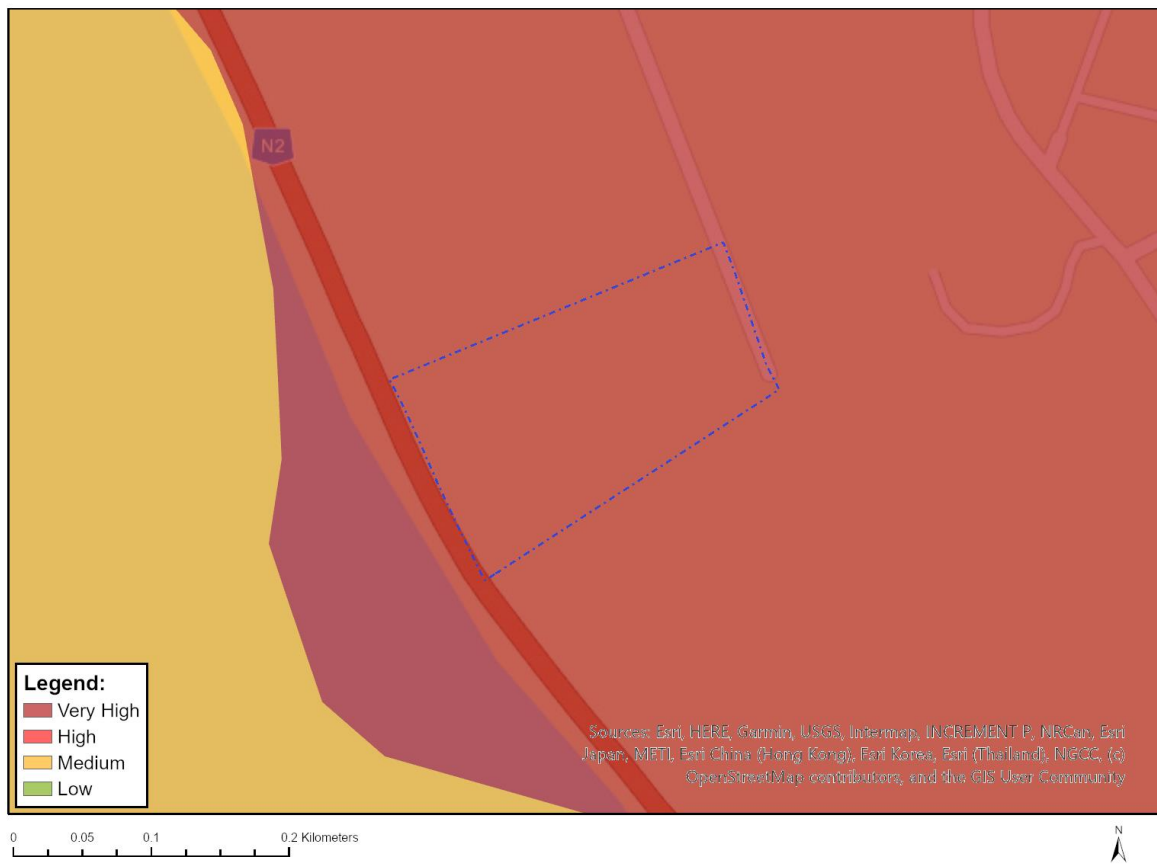 N2
Legend:
Very High
High
Medium
Low
Sources: Esri, HERE, Garmin, USGS, Intermap, INCREMENT P, NRCan, Esri
Japan, METI, Esri China (Hong Kong), Esri Korea, Esri (Thailand), NGCC, (c)
OpenStreetMap contributors, and the GIS User Community
0 0.05 0.1 0.2 Kilometers
N